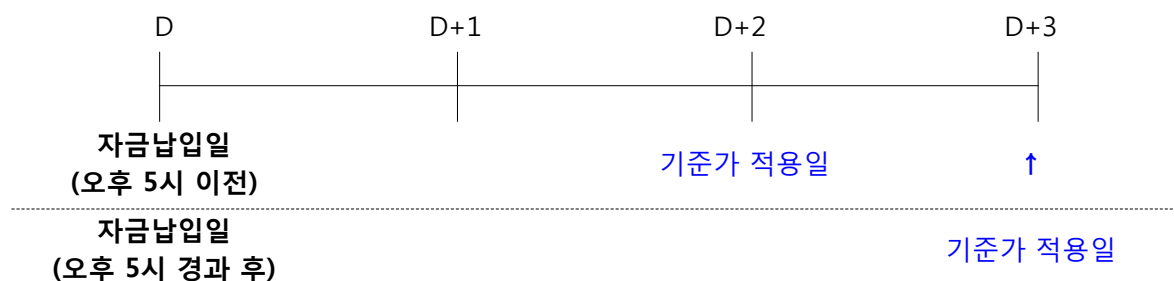 D D+1 D+2 D+3
자금납입일
(오후 5시 이전)
기준가 적용일 ↑
자금납입일
(오후 5시 경과 후)
기준가 적용일